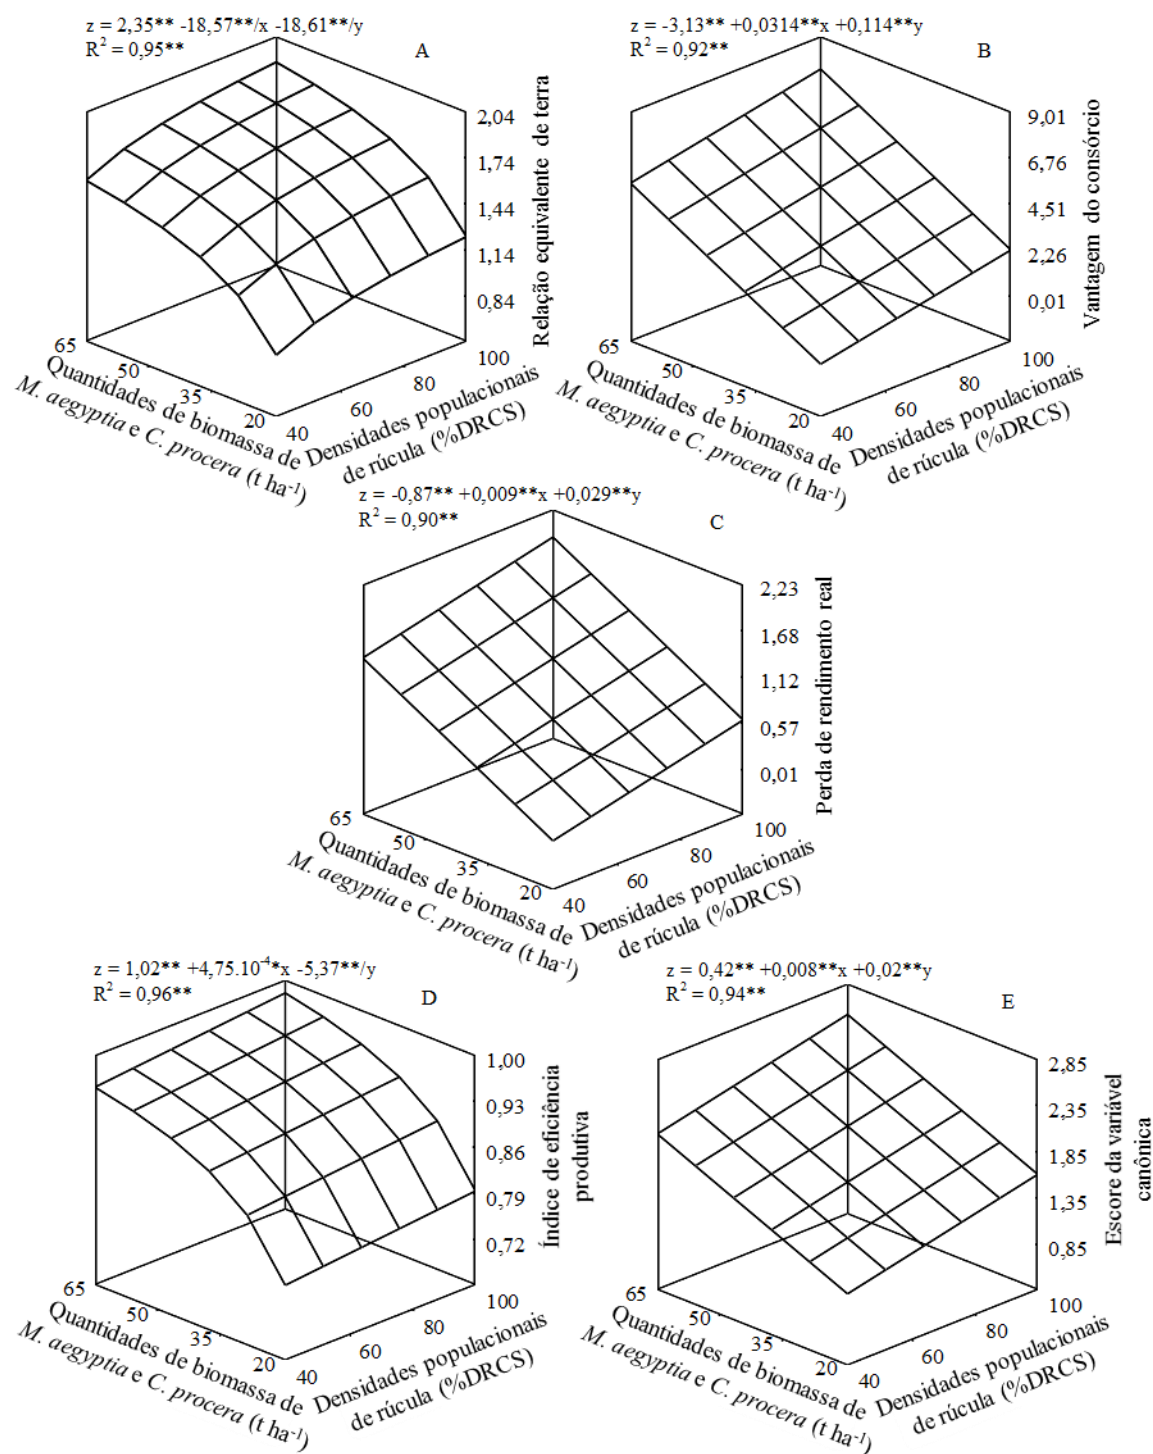 z = 2,35** -18,57**/x -18,61**/y
R² = 0,95**
A
2,04
1,74
1,44
1,14
0,84
Relação equivalente de terra
65
50
35
20
Quantidades de biomassa de
M. aegyptia e C. procera (t ha⁻¹)
40
60
80
100
Densidades populacionais
de rúcula (%DRCS)
z = -3,13** +0,0314**x +0,114**y
R² = 0,92**
B
9,01
6,76
4,51
2,26
0,01
Vantagem do consórcio
65
50
35
20
Quantidades de biomassa de
M. aegyptia e C. procera (t ha⁻¹)
40
60
80
100
Densidades populacionais
de rúcula (%DRCS)
z = -0,87** +0,009**x +0,029**y
R² = 0,90**
C
2,23
1,68
1,12
0,57
0,01
Perda de rendimento real
65
50
35
20
Quantidades de biomassa de
M. aegyptia e C. procera (t ha⁻¹)
40
60
80
100
Densidades populacionais
de rúcula (%DRCS)
z = 1,02** +4,75.10⁻⁴*x -5,37**/y
R² = 0,96**
D
1,00
0,93
0,86
0,79
0,72
Índice de eficiência
produtiva
65
50
35
20
Quantidades de biomassa de
M. aegyptia e C. procera (t ha⁻¹)
40
60
80
100
Densidades populacionais
de rúcula (%DRCS)
z = 0,42** +0,008**x +0,02**y
R² = 0,94**
E
2,85
2,35
1,85
1,35
0,85
Escore da variável
canônica
65
50
35
20
Quantidades de biomassa de
M. aegyptia e C. procera (t ha⁻¹)
40
60
80
100
Densidades populacionais
de rúcula (%DRCS)